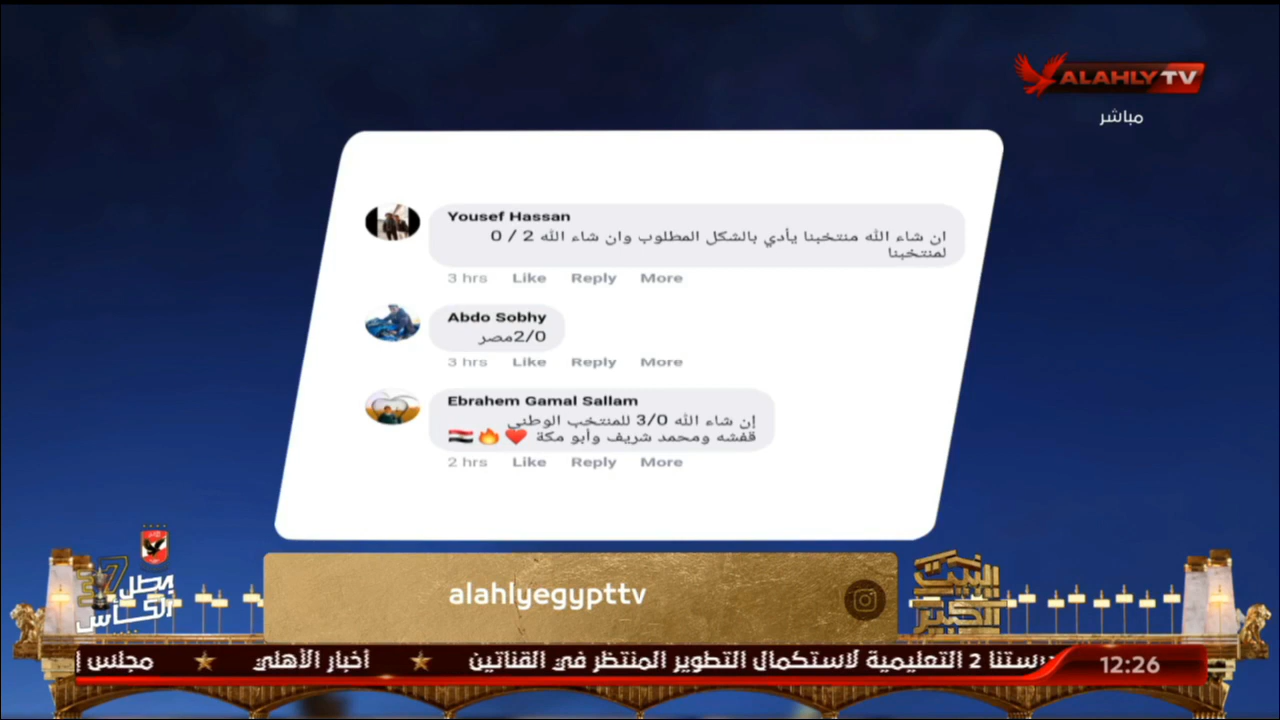 ALAHLY TV
مباشر
Yousef Hassan
ان شاء الله منتخبنا يأدي بالشكل المطلوب وان شاء الله 2 / 0
لمنتخبنا
3 hrs Like Reply More
Abdo Sobhy
2/0مصر
3 hrs Like Reply More
Ebrahem Gamal Sallam
إن شاء الله 3/0 للمنتخب الوطني
قفشه ومحمد شريف وأبو مكة ❤️🔥🇪🇬
2 hrs Like Reply More
بطل 37
الكأس
alahlyegypttv
البيت
الكبير
رستنا 2 التعليمية لاستكمال التطوير المنتظر في القناتين ★ أخبار الأهلي ★ مجلس إ
12:26